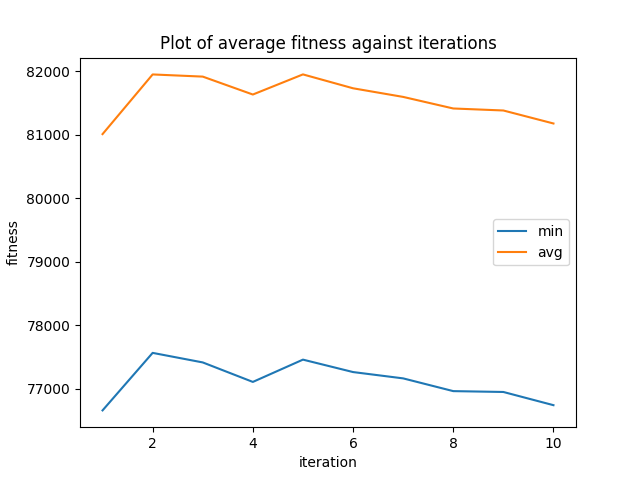 Plot of average fitness against iterations
82000
81000
80000
79000
78000
77000
fitness
min
avg
2
4
6
8
10
iteration